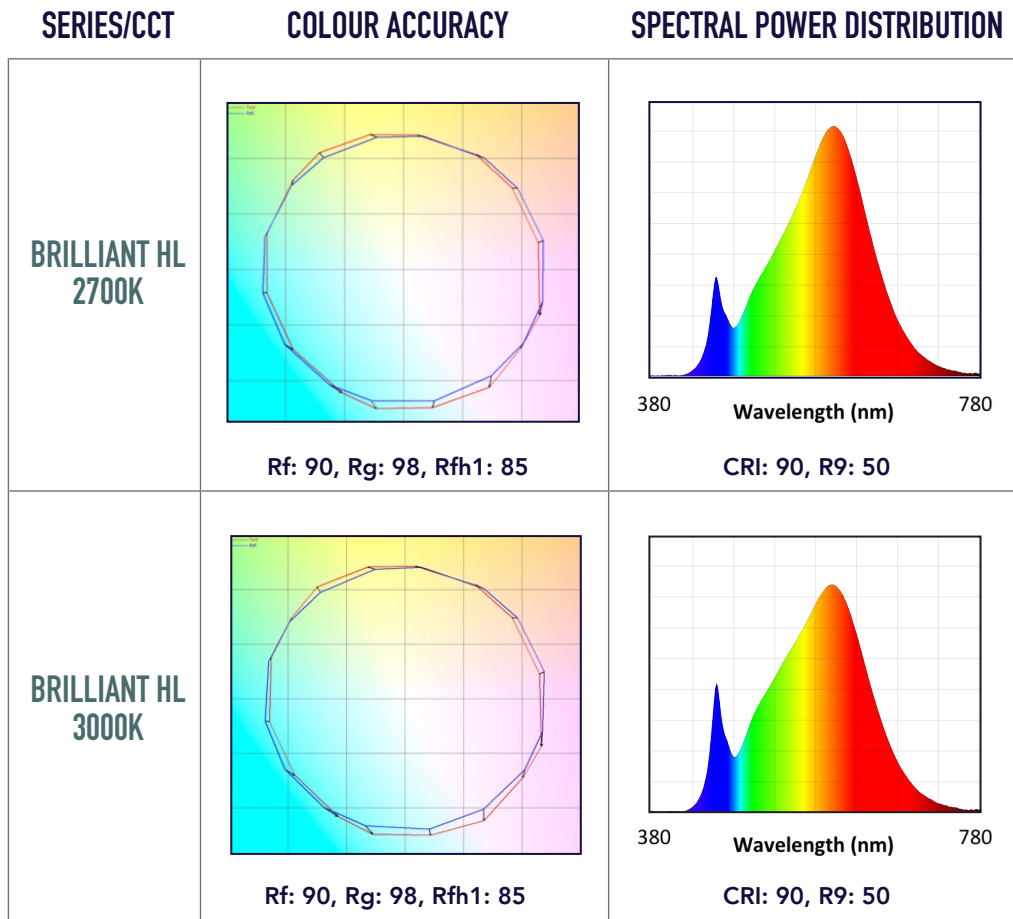 SERIES/CCT
COLOUR ACCURACY
SPECTRAL POWER DISTRIBUTION
BRILLIANT HL
2700K
380
Wavelength (nm)
780
Rf: 90, Rg: 98, Rfh1: 85
CRI: 90, R9: 50
BRILLIANT HL
3000K
380
Wavelength (nm)
780
Rf: 90, Rg: 98, Rfh1: 85
CRI: 90, R9: 50